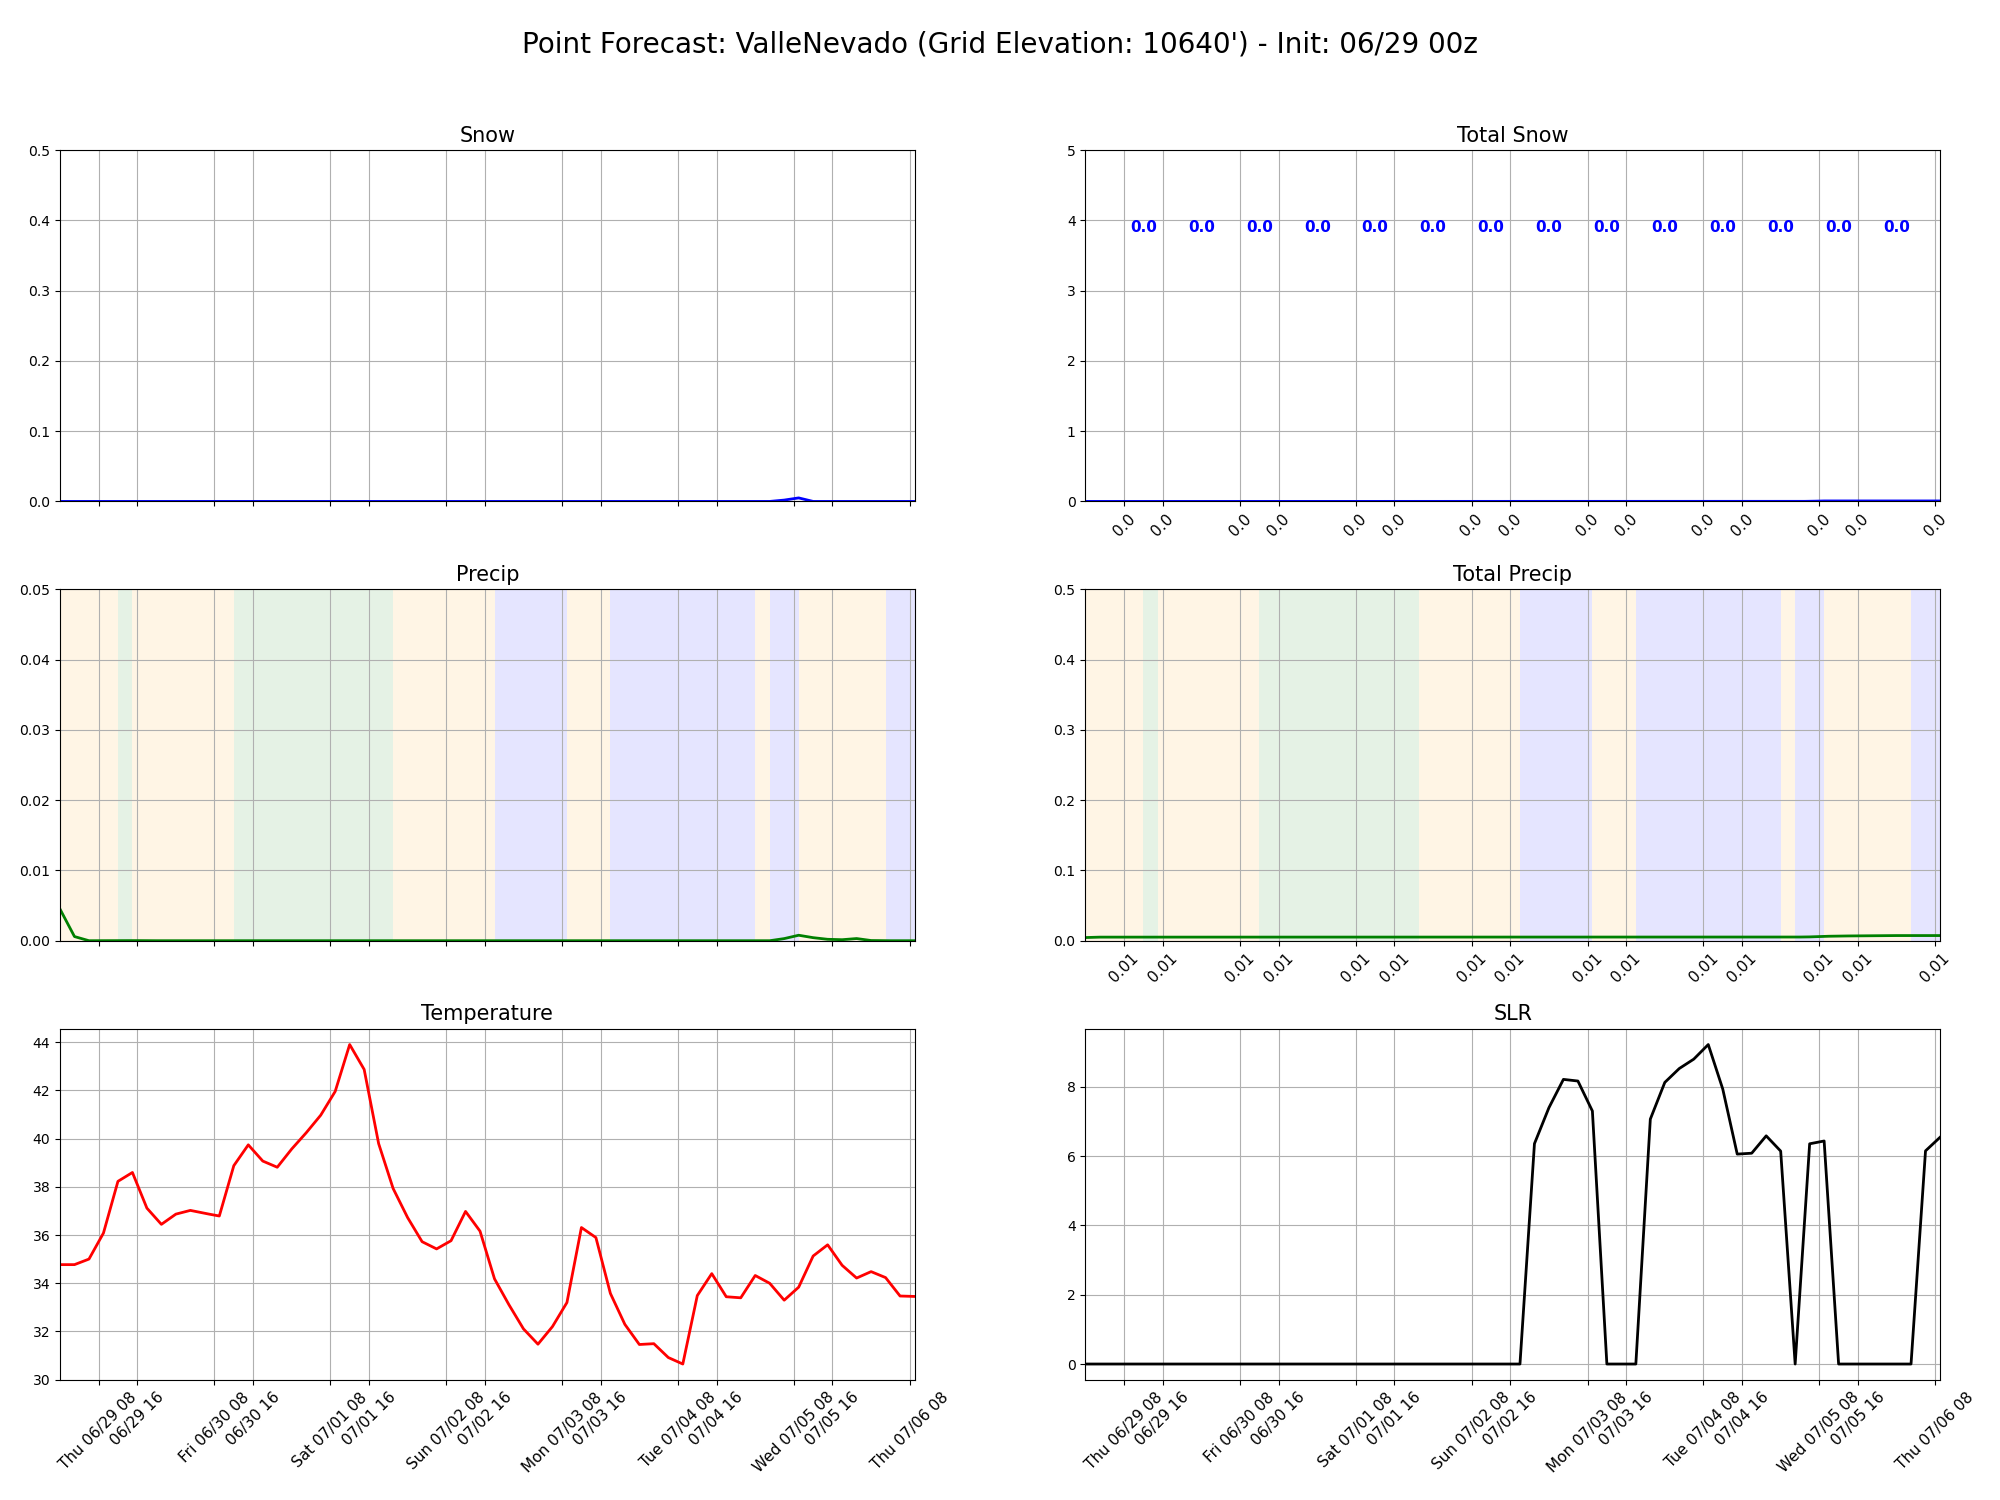 Point Forecast: ValleNevado (Grid Elevation: 10640') - Init: 06/29 00z
Snow
0.5
0.4
0.3
0.2
0.1
0.0
Total Snow
5
4
3
2
1
0
0.0 0.0 0.0 0.0 0.0 0.0 0.0 0.0 0.0 0.0 0.0 0.0 0.0 0.0
0.0 0.0 0.0 0.0 0.0 0.0 0.0 0.0 0.0 0.0 0.0 0.0 0.0 0.0 0.0
Precip
0.05
0.04
0.03
0.02
0.01
0.00
Total Precip
0.5
0.4
0.3
0.2
0.1
0.0
0.01 0.01 0.01 0.01 0.01 0.01 0.01 0.01 0.01 0.01 0.01 0.01 0.01 0.01 0.01
Temperature
44
42
40
38
36
34
32
30
Thu 06/29 08
06/29 16
Fri 06/30 08
06/30 16
Sat 07/01 08
07/01 16
Sun 07/02 08
07/02 16
Mon 07/03 08
07/03 16
Tue 07/04 08
07/04 16
Wed 07/05 08
07/05 16
Thu 07/06 08
SLR
8
6
4
2
0
Thu 06/29 08
06/29 16
Fri 06/30 08
06/30 16
Sat 07/01 08
07/01 16
Sun 07/02 08
07/02 16
Mon 07/03 08
07/03 16
Tue 07/04 08
07/04 16
Wed 07/05 08
07/05 16
Thu 07/06 08